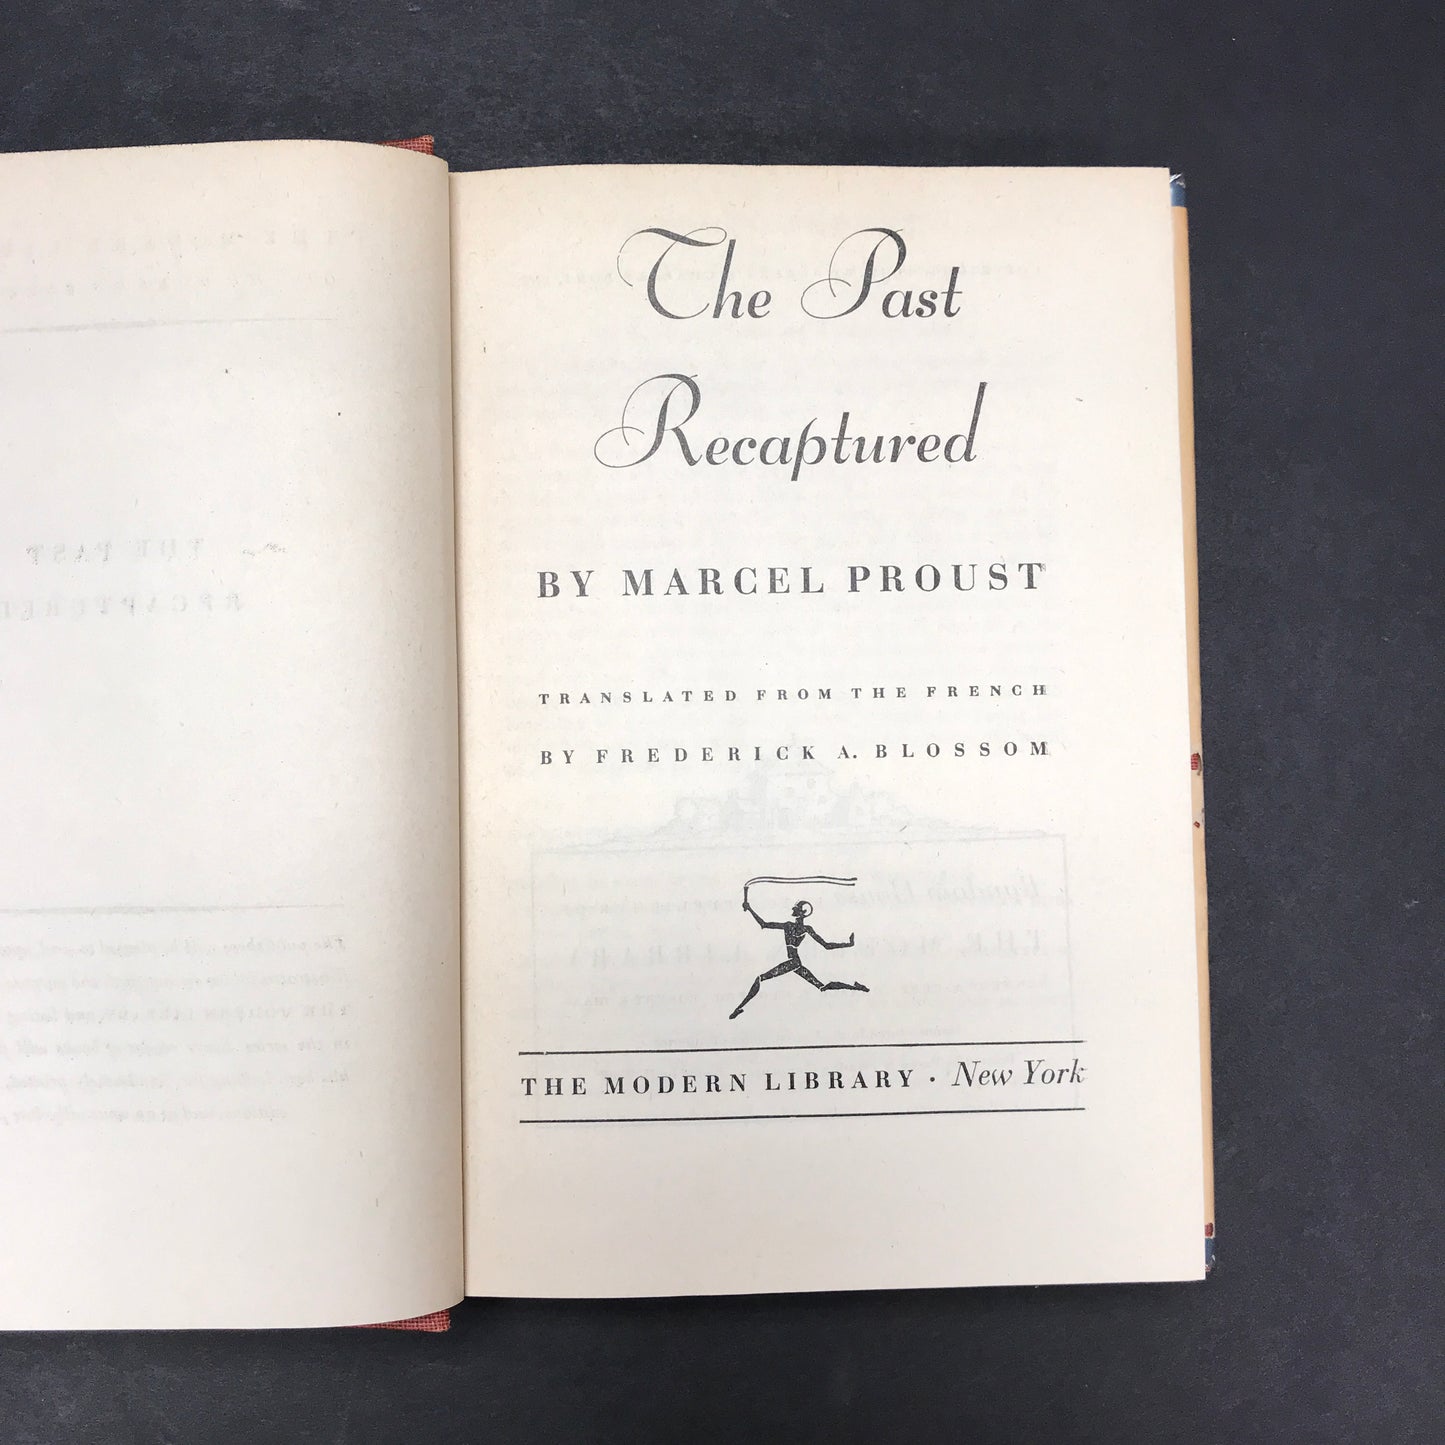 The Past
Recaptured
BY MARCEL PROUST
TRANSLATED FROM THE FRENCH
BY FREDERICK A. BLOSSOM
THE MODERN LIBRARY · New York